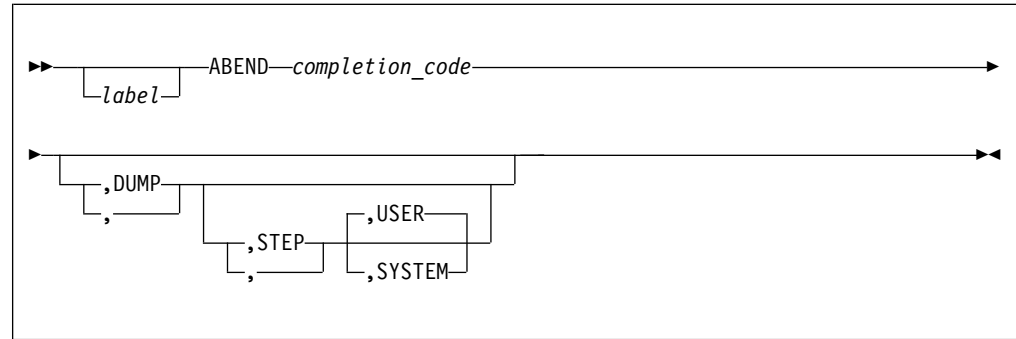 ABEND completion_code
label
,DUMP
,
,STEP
,
,USER
,SYSTEM